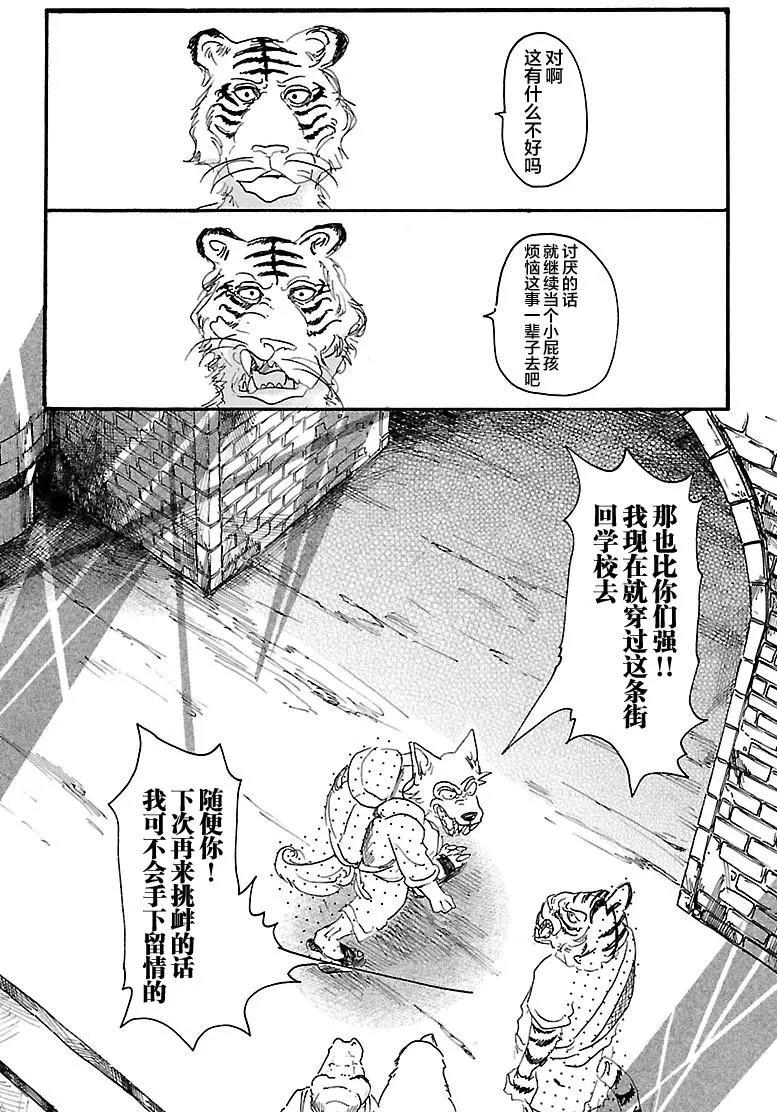 对啊
这有什么不好吗
讨厌的话
就继续当个小屁孩
烦恼这事一辈子去吧
那也比你们强!!
我现在就穿过这条街
回学校去
随便你!
下次再来挑衅的话
我可不会手下留情的